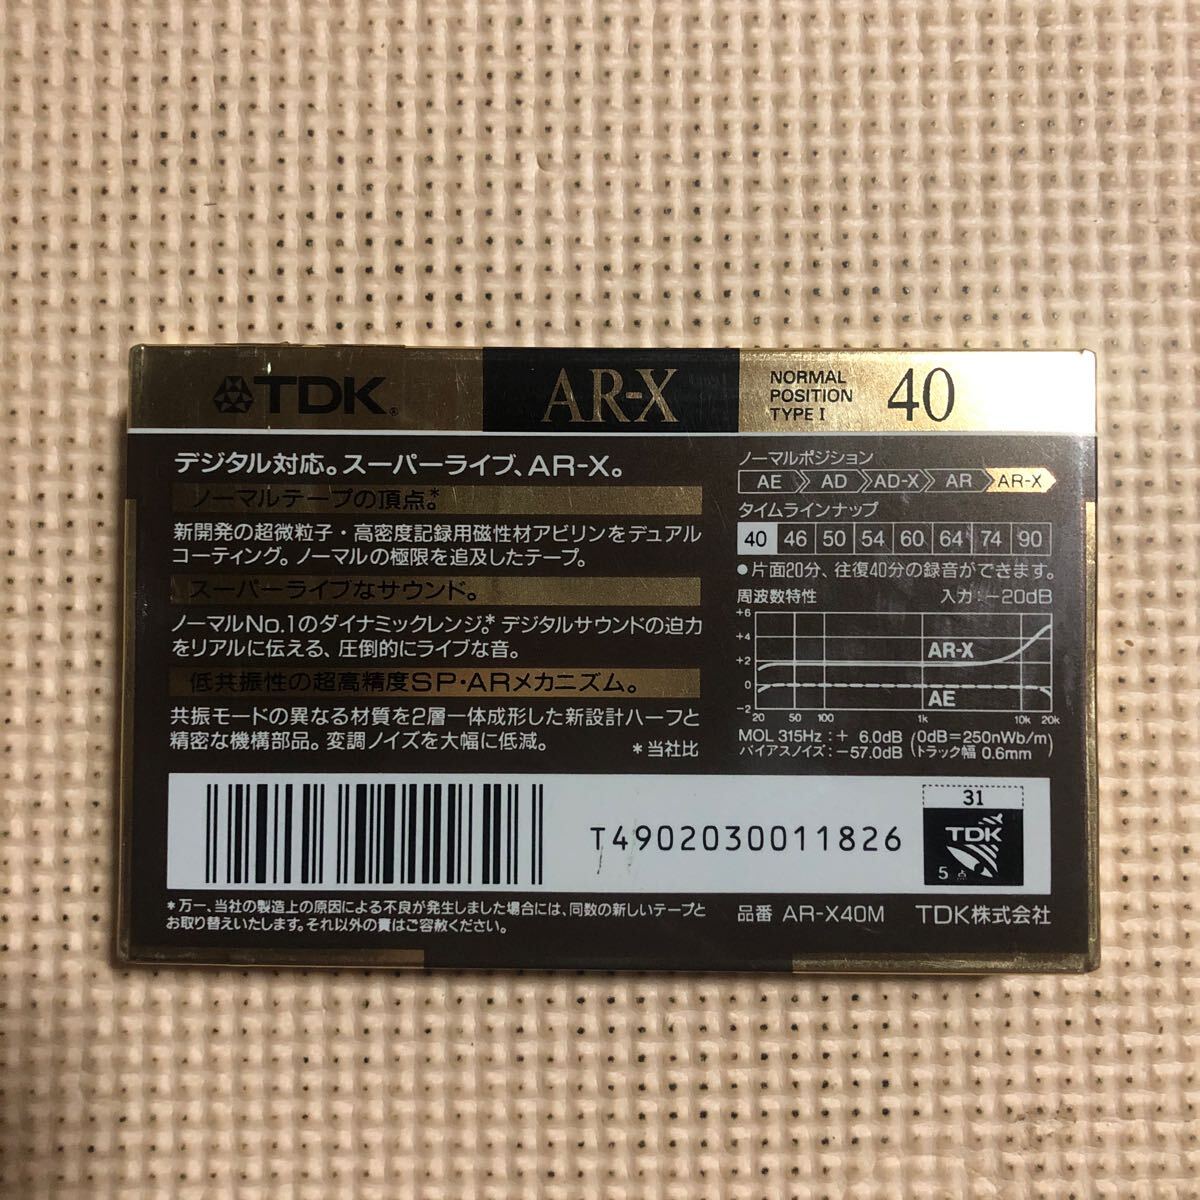 TDK®
AR-X
NORMAL
POSITION
TYPE I
40
デジタル対応。スーパーライブ、AR-X。
ノーマルテープの頂点。*
新開発の超微粒子・高密度記録用磁性材アビリンをデュアル
コーティング。ノーマルの極限を追及したテープ。
スーパーライブなサウンド。
ノーマルNo.1のダイナミックレンジ。*デジタルサウンドの迫力
をリアルに伝える、圧倒的にライブな音。
低共振性の超高精度SP・ARメカニズム。
共振モードの異なる材質を2層一体成形した新設計ハーフと
精密な機構部品。変調ノイズを大幅に低減。
*当社比
ノーマルポジション
AE AD AD-X AR AR-X
タイムラインナップ
40 46 50 54 60 64 74 90
●片面20分、往復40分の録音ができます。
周波数特性 入力:-20dB
+6
+4
+2
0
-2
AR-X
AE
20 50 100 1k 10k 20k
MOL 315Hz:+ 6.0dB (0dB=250nWb/m)
バイアスノイズ:-57.0dB (トラック幅 0.6mm)
T4902030011826
31
TDK
5点
*万一、当社の製造上の原因による不良が発生しました場合には、同数の新しいテープと
お取り替えいたします。それ以外の責はご容赦ください。
品番 AR-X40M TDK株式会社